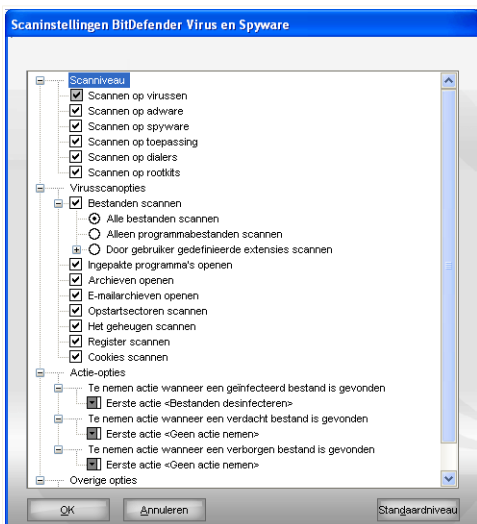 Scaninstellingen BitDefender Virus en Spyware
Scanniveau
Scannen op virussen
Scannen op adware
Scannen op spyware
Scannen op toepassing
Scannen op dialers
Scannen op rootkits
Virusscanopties
Bestanden scannen
Alle bestanden scannen
Alleen programmabestanden scannen
Door gebruiker gedefinieerde extensies scannen
Ingepakte programma's openen
Archieven openen
E-mailarchieven openen
Opstartsectoren scannen
Het geheugen scannen
Register scannen
Cookies scannen
Actie-opties
Te nemen actie wanneer een geïnfecteerd bestand is gevonden
Eerste actie <Bestanden desinfecteren>
Te nemen actie wanneer een verdacht bestand is gevonden
Eerste actie <Geen actie nemen>
Te nemen actie wanneer een verborgen bestand is gevonden
Eerste actie <Geen actie nemen>
Overige opties
OK Annuleren Standaardniveau